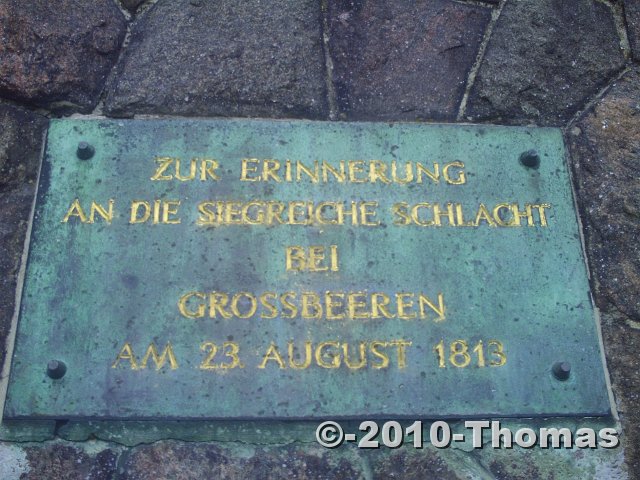 ZUR ERINNERUNG
AN DIE SIEGREICHE SCHLACHT
BEI
GROSSBEEREN
AM 23. AUGUST 1813
©-2010-Thomas